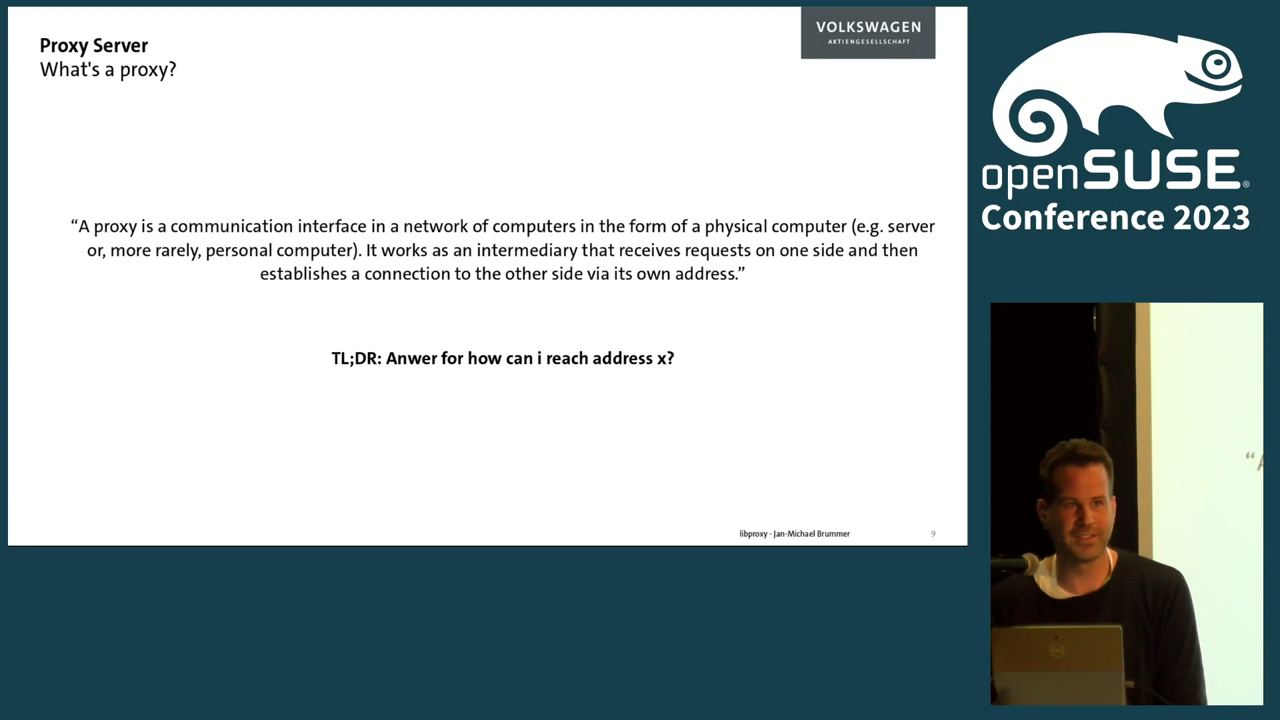 Proxy Server
What's a proxy?
VOLKSWAGEN
AKTIENGESELLSCHAFT
“A proxy is a communication interface in a network of computers in the form of a physical computer (e.g. server
or, more rarely, personal computer). It works as an intermediary that receives requests on one side and then
establishes a connection to the other side via its own address.”
TL;DR: Anwer for how can i reach address x?
libproxy - Jan-Michael Brummer
9
openSUSE®
Conference 2023
“A